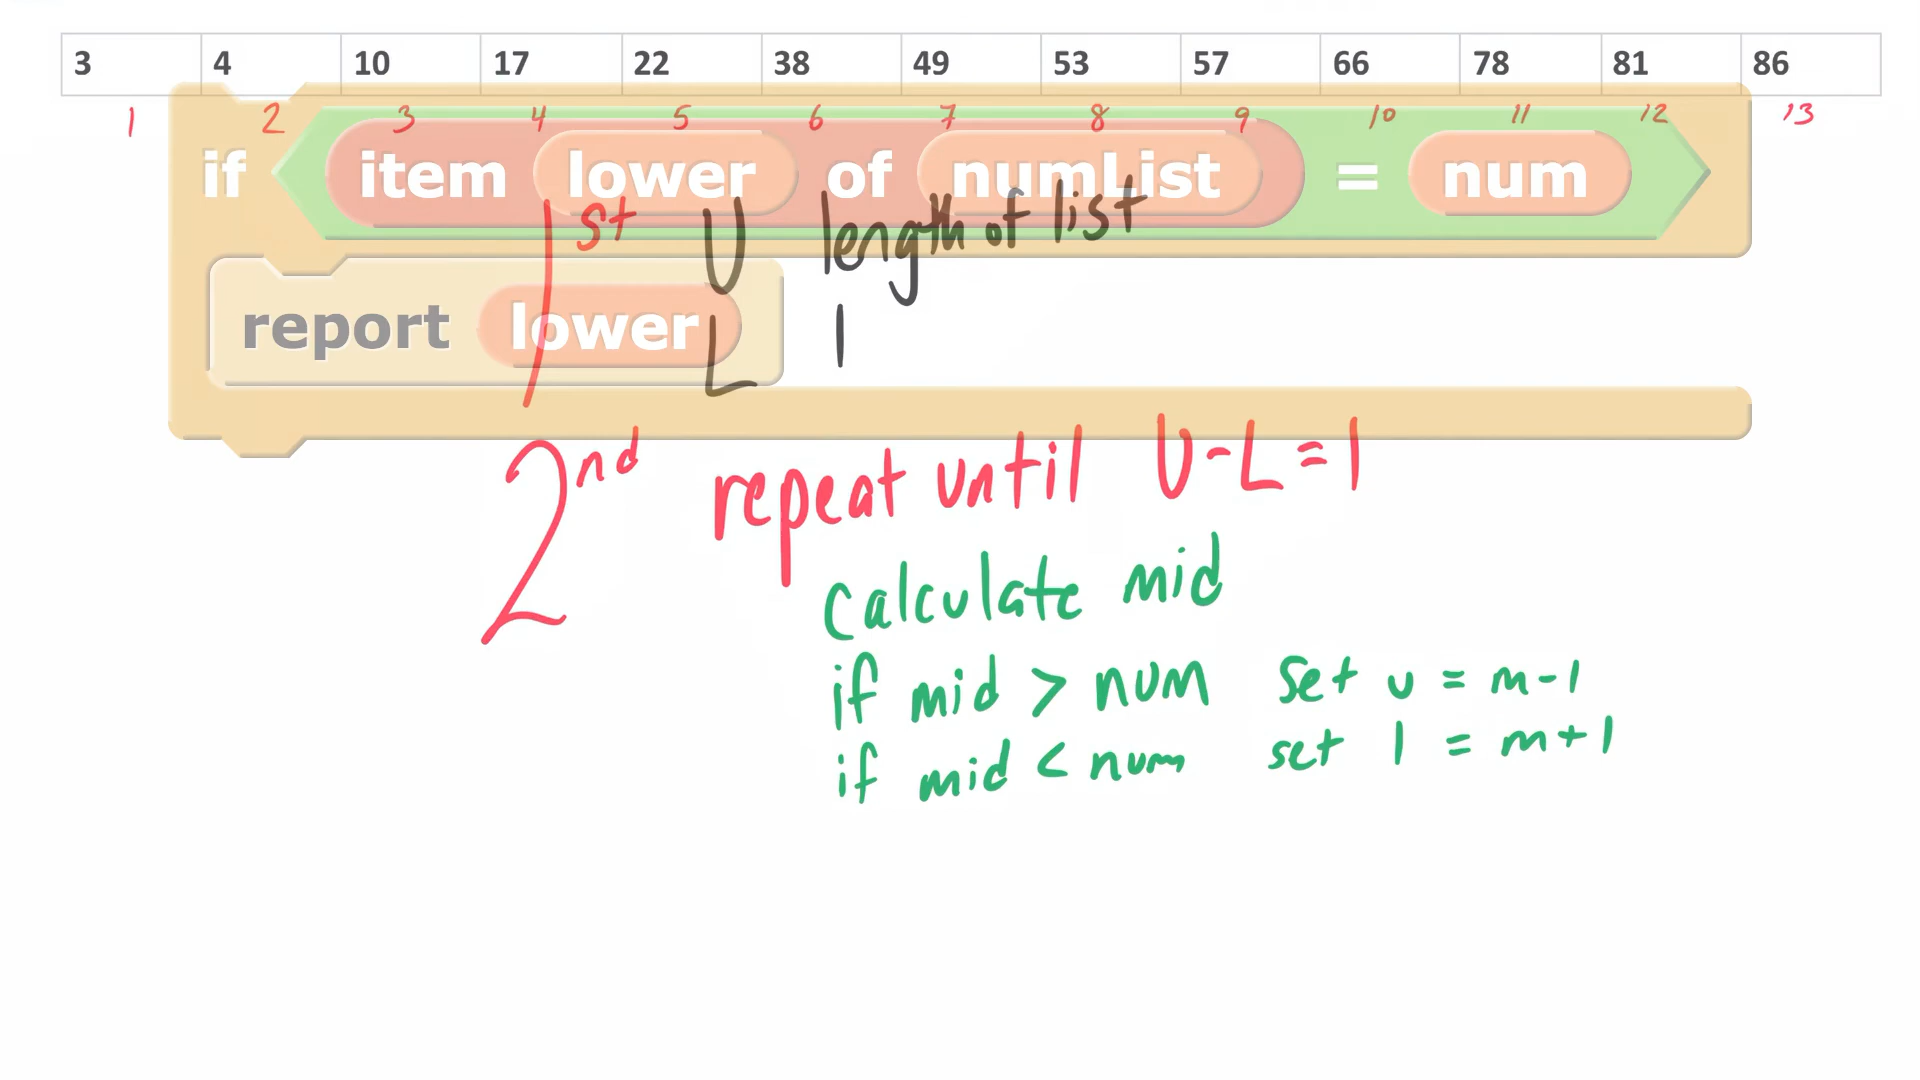 3 4 10 17 22 38 49 53 57 66 78 81 86
1 2 3 4 5 6 7 8 9 10 11 12 13
if item lower of numList = num
1st U length of list
report lower
L 1
2nd repeat until U-L=1
calculate mid
if mid > num set u = m-1
if mid < num set l = m+1